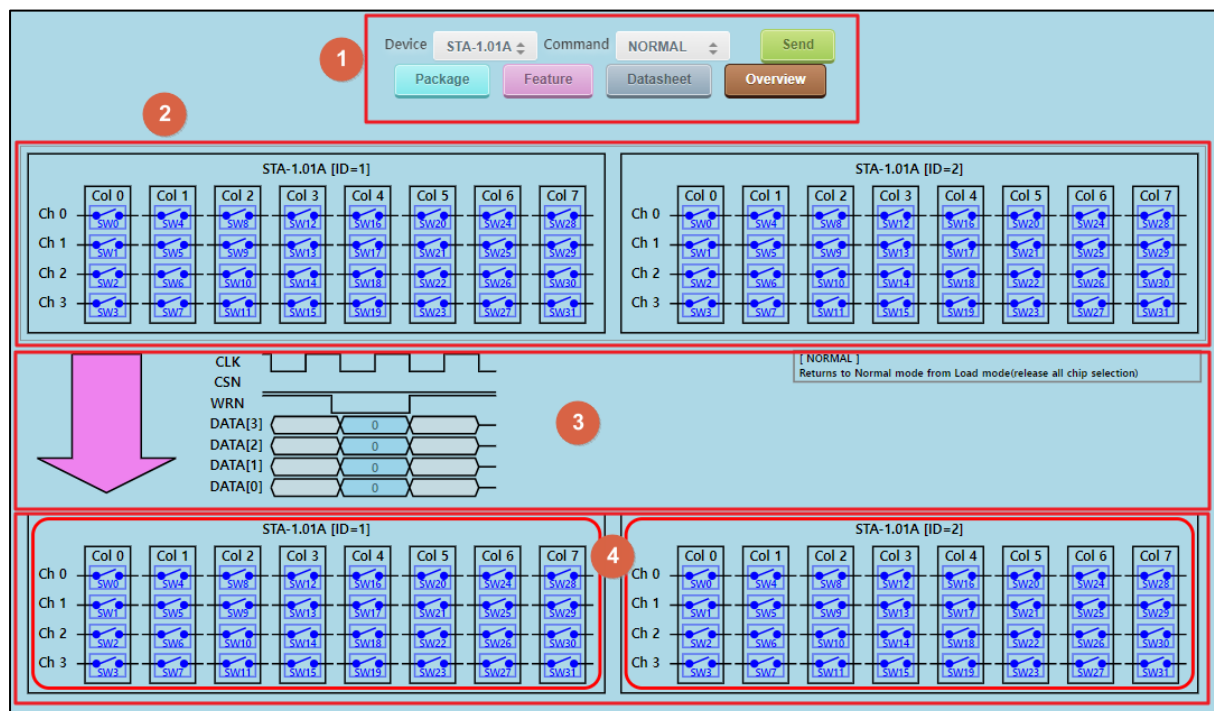 Device STA-1.01A Command NORMAL Send
1
Package Feature Datasheet Overview
2
STA-1.01A [ID=1]
Col 0 Col 1 Col 2 Col 3 Col 4 Col 5 Col 6 Col 7
Ch 0 SW0 SW4 SW8 SW12 SW16 SW20 SW24 SW28
Ch 1 SW1 SW5 SW9 SW13 SW17 SW21 SW25 SW29
Ch 2 SW2 SW6 SW10 SW14 SW18 SW22 SW26 SW30
Ch 3 SW3 SW7 SW11 SW15 SW19 SW23 SW27 SW31
STA-1.01A [ID=2]
Col 0 Col 1 Col 2 Col 3 Col 4 Col 5 Col 6 Col 7
Ch 0 SW0 SW4 SW8 SW12 SW16 SW20 SW24 SW28
Ch 1 SW1 SW5 SW9 SW13 SW17 SW21 SW25 SW29
Ch 2 SW2 SW6 SW10 SW14 SW18 SW22 SW26 SW30
Ch 3 SW3 SW7 SW11 SW15 SW19 SW23 SW27 SW31
CLK
CSN
WRN
DATA[3] 0
DATA[2] 0
DATA[1] 0
DATA[0] 0
3
[ NORMAL ]
Returns to Normal mode from Load mode(release all chip selection)
STA-1.01A [ID=1]
Col 0 Col 1 Col 2 Col 3 Col 4 Col 5 Col 6 Col 7
Ch 0 SW0 SW4 SW8 SW12 SW16 SW20 SW24 SW28
Ch 1 SW1 SW5 SW9 SW13 SW17 SW21 SW25 SW29
Ch 2 SW2 SW6 SW10 SW14 SW18 SW22 SW26 SW30
Ch 3 SW3 SW7 SW11 SW15 SW19 SW23 SW27 SW31
4
STA-1.01A [ID=2]
Col 0 Col 1 Col 2 Col 3 Col 4 Col 5 Col 6 Col 7
Ch 0 SW0 SW4 SW8 SW12 SW16 SW20 SW24 SW28
Ch 1 SW1 SW5 SW9 SW13 SW17 SW21 SW25 SW29
Ch 2 SW2 SW6 SW10 SW14 SW18 SW22 SW26 SW30
Ch 3 SW3 SW7 SW11 SW15 SW19 SW23 SW27 SW31